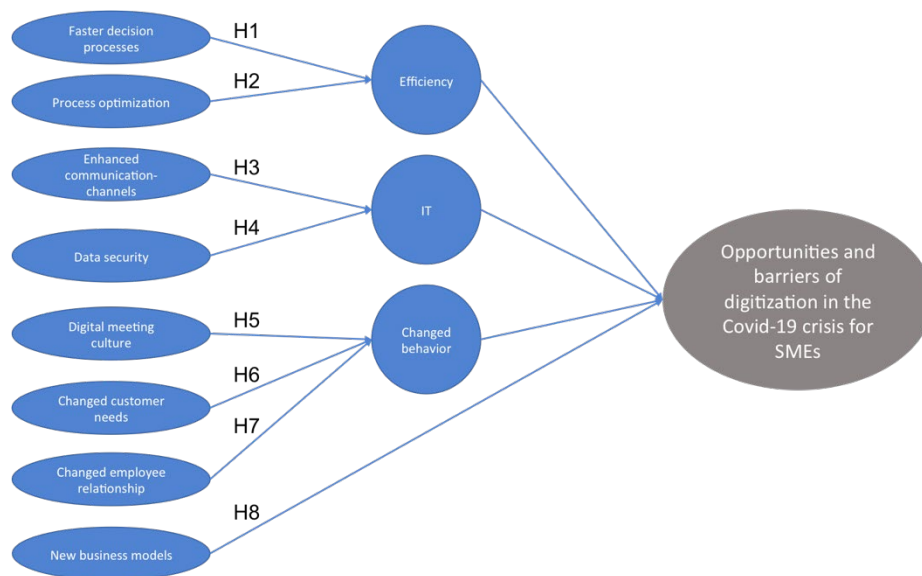 Faster decision
processes
H1
H2
Process optimization
Efficiency
Enhanced
communication-
channels
H3
H4
Data security
IT
Digital meeting
culture
H5
H6
Changed customer
needs
H7
Changed employee
relationship
Changed
behavior
H8
New business models
Opportunities and
barriers of
digitization in the
Covid-19 crisis for
SMEs